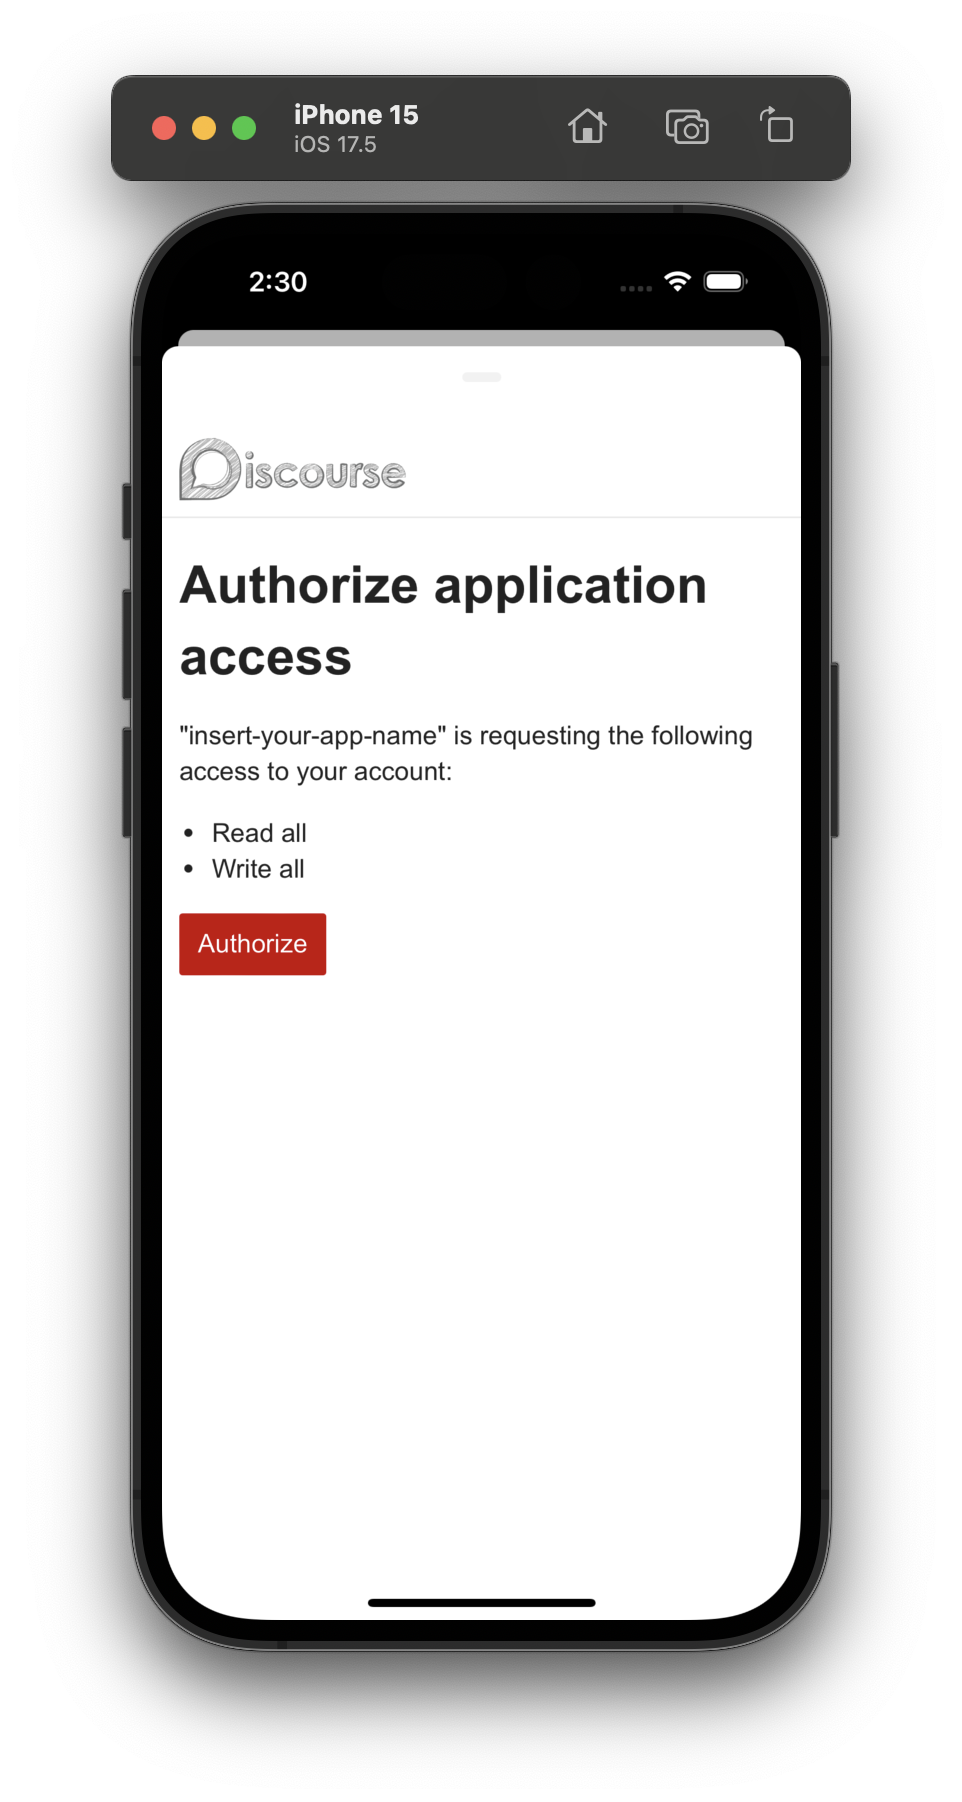 iPhone 15
iOS 17.5
2:30
Discourse
Authorize application
access
"insert-your-app-name" is requesting the following
access to your account:
• Read all
• Write all
Authorize